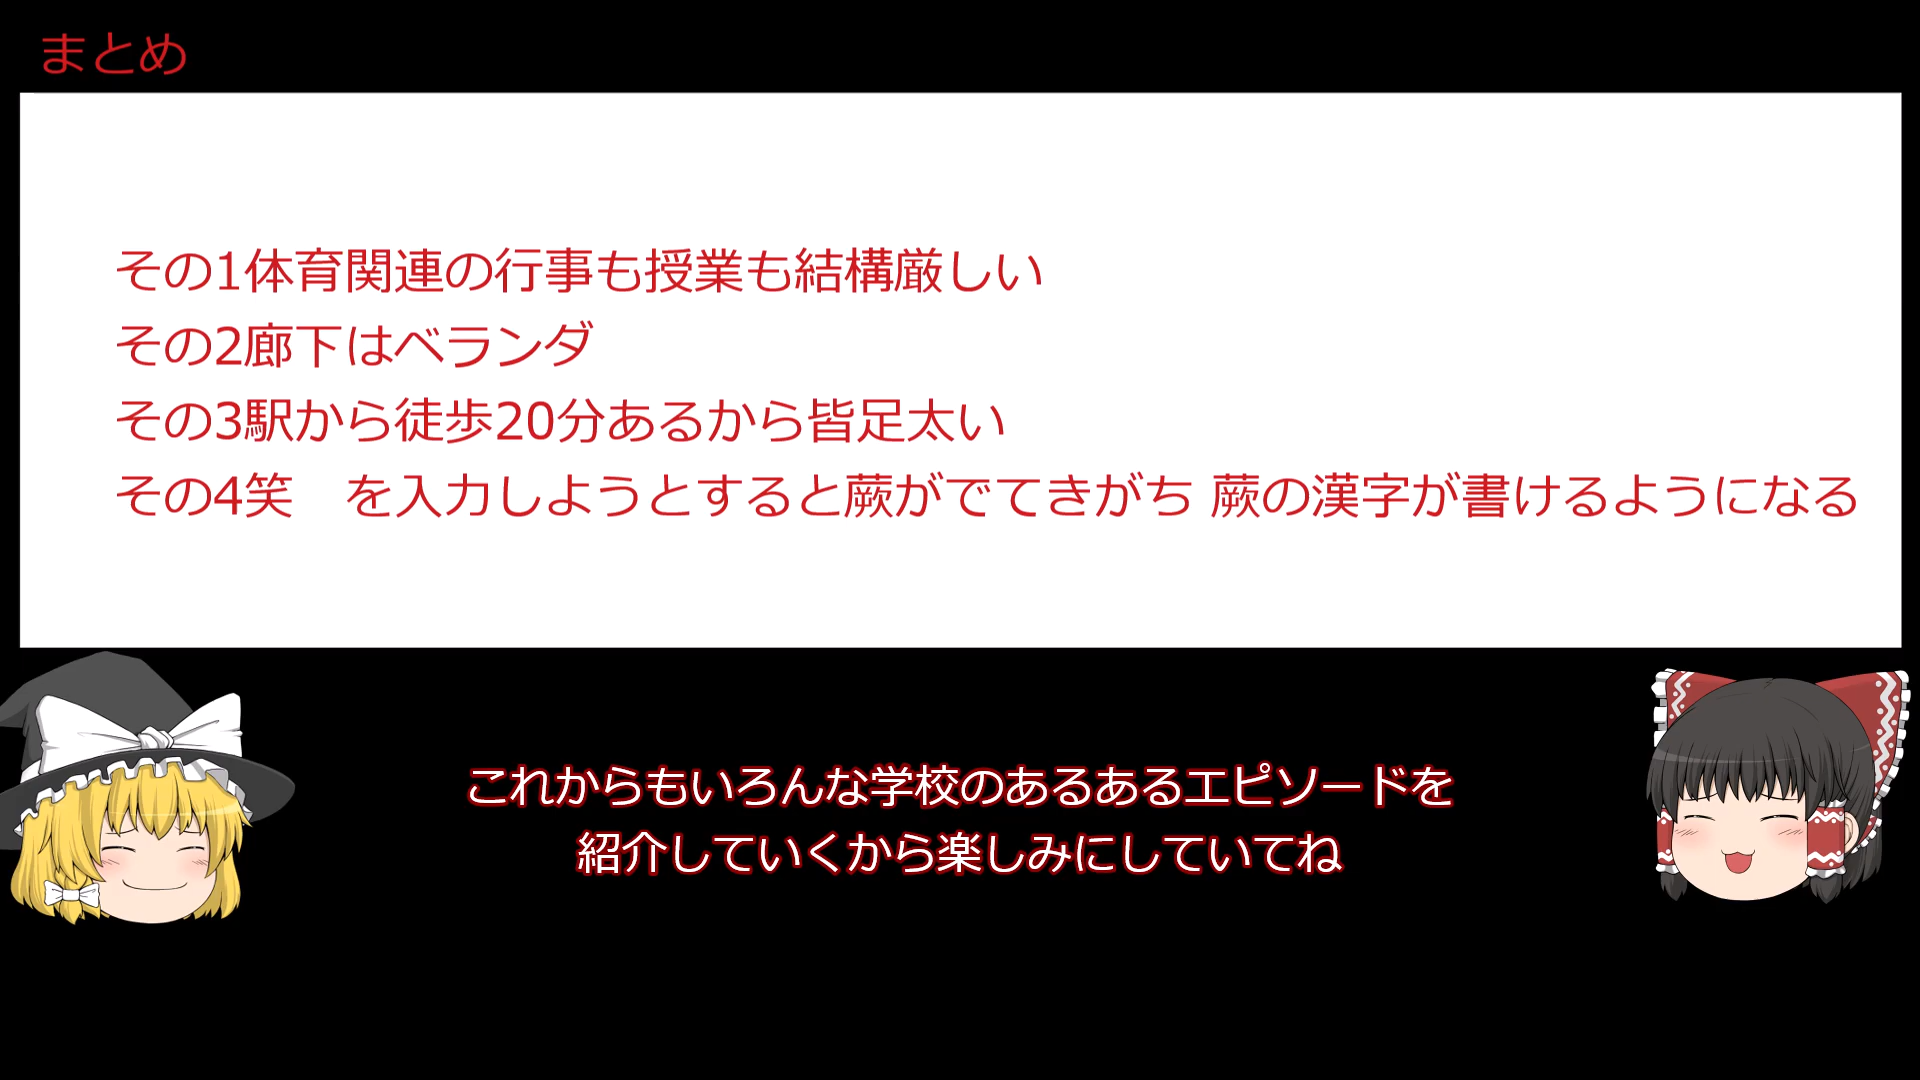 まとめ
その1体育関連の行事も授業も結構厳しい
その2廊下はベランダ
その3駅から徒歩20分あるから皆足太い
その4笑　を入力しようとすると蕨がでてきがち 蕨の漢字が書けるようになる
これからもいろんな学校のあるあるエピソードを
紹介していくから楽しみにしていてね